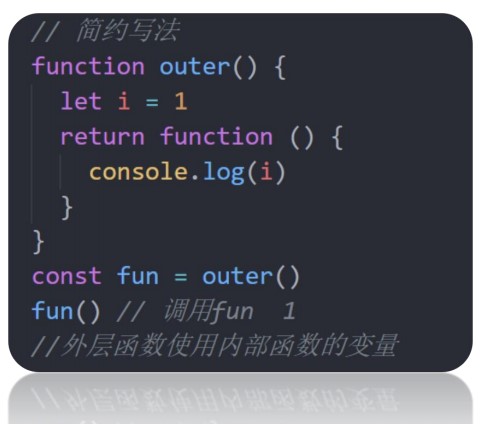 // 简约写法
function outer() {
  let i = 1
  return function () {
    console.log(i)
  }
}
const fun = outer()
fun() // 调用fun  1
//外层函数使用内部函数的变量